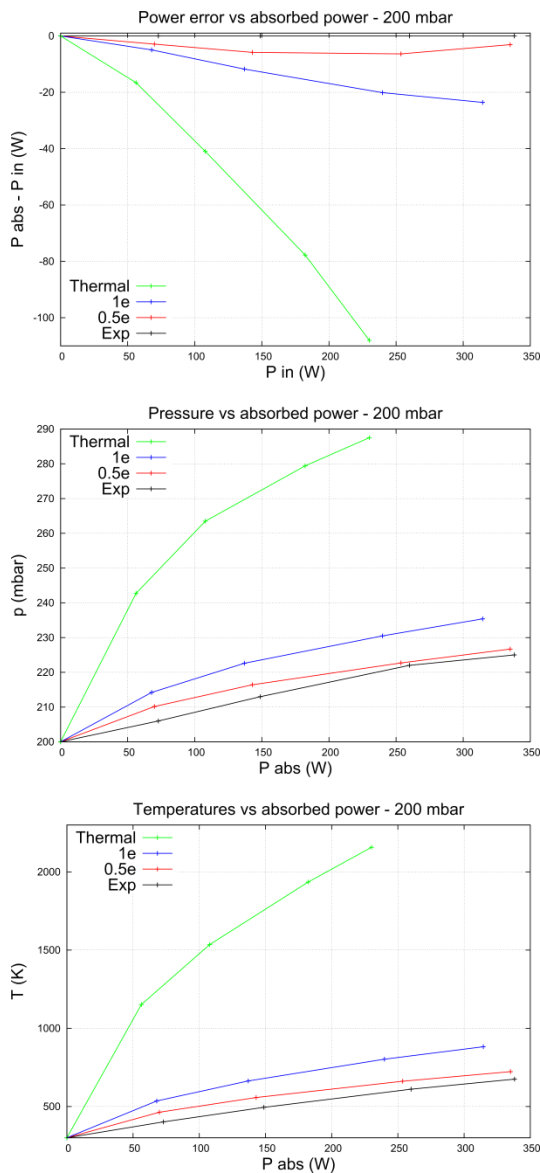 Power error vs absorbed power - 200 mbar
0
-20
-40
-60
-80
-100
P abs - P in (W)
Thermal
1e
0.5e
Exp
0 50 100 150 200 250 300 350
P in (W)
Pressure vs absorbed power - 200 mbar
290
280
270
260
250
240
230
220
210
200
p (mbar)
Thermal
1e
0.5e
Exp
0 50 100 150 200 250 300 350
P abs (W)
Temperatures vs absorbed power - 200 mbar
2000
1500
1000
500
T (K)
Thermal
1e
0.5e
Exp
0 50 100 150 200 250 300 350
P abs (W)